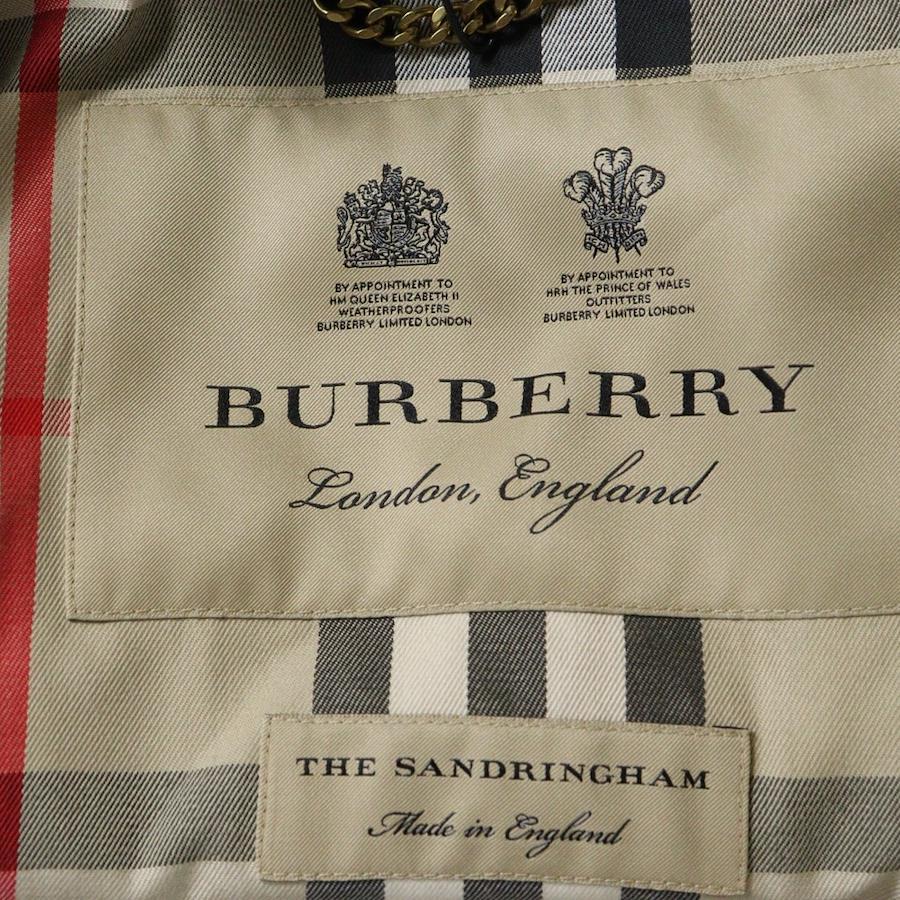 BY APPOINTMENT TO
HM QUEEN ELIZABETH II
WEATHERPROOFERS
BURBERRY LIMITED LONDON
BY APPOINTMENT TO
HRH THE PRINCE OF WALES
OUTFITTERS
BURBERRY LIMITED LONDON
BURBERRY
London, England
THE SANDRINGHAM
Made in England